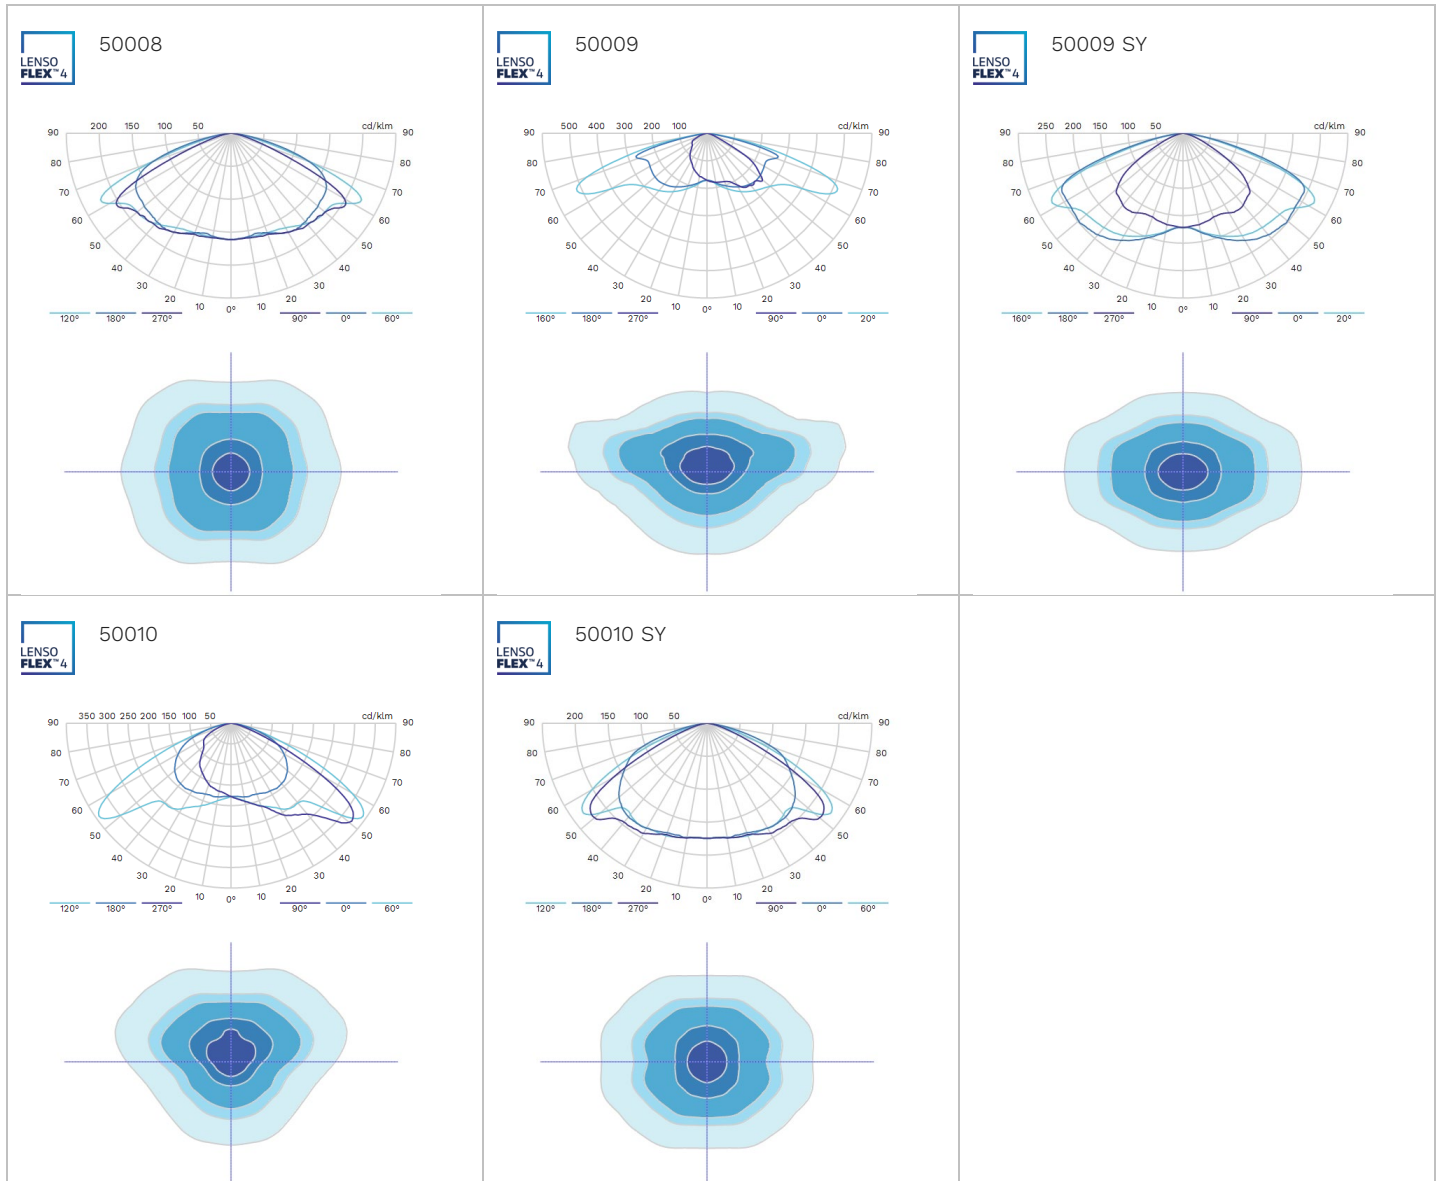 50008
LENSO
FLEX™4
200 150 100 50 cd/klm
90 90
80 80
70 70
60 60
50 50
40 40
30 30
20 20
10 0° 10
120° 180° 270° 90° 0° 60°
50009
LENSO
FLEX™4
500 400 300 200 100 cd/klm
90 90
80 80
70 70
60 60
50 50
40 40
30 30
20 20
10 0° 10
160° 180° 270° 90° 0° 20°
50009 SY
LENSO
FLEX™4
250 200 150 100 50 cd/klm
90 90
80 80
70 70
60 60
50 50
40 40
30 30
20 20
10 0° 10
160° 180° 270° 90° 0° 20°
50010
LENSO
FLEX™4
350 300 250 200 150 100 50 cd/klm
90 90
80 80
70 70
60 60
50 50
40 40
30 30
20 20
10 0° 10
120° 180° 270° 90° 0° 60°
50010 SY
LENSO
FLEX™4
200 150 100 50 cd/klm
90 90
80 80
70 70
60 60
50 50
40 40
30 30
20 20
10 0° 10
120° 180° 270° 90° 0° 60°